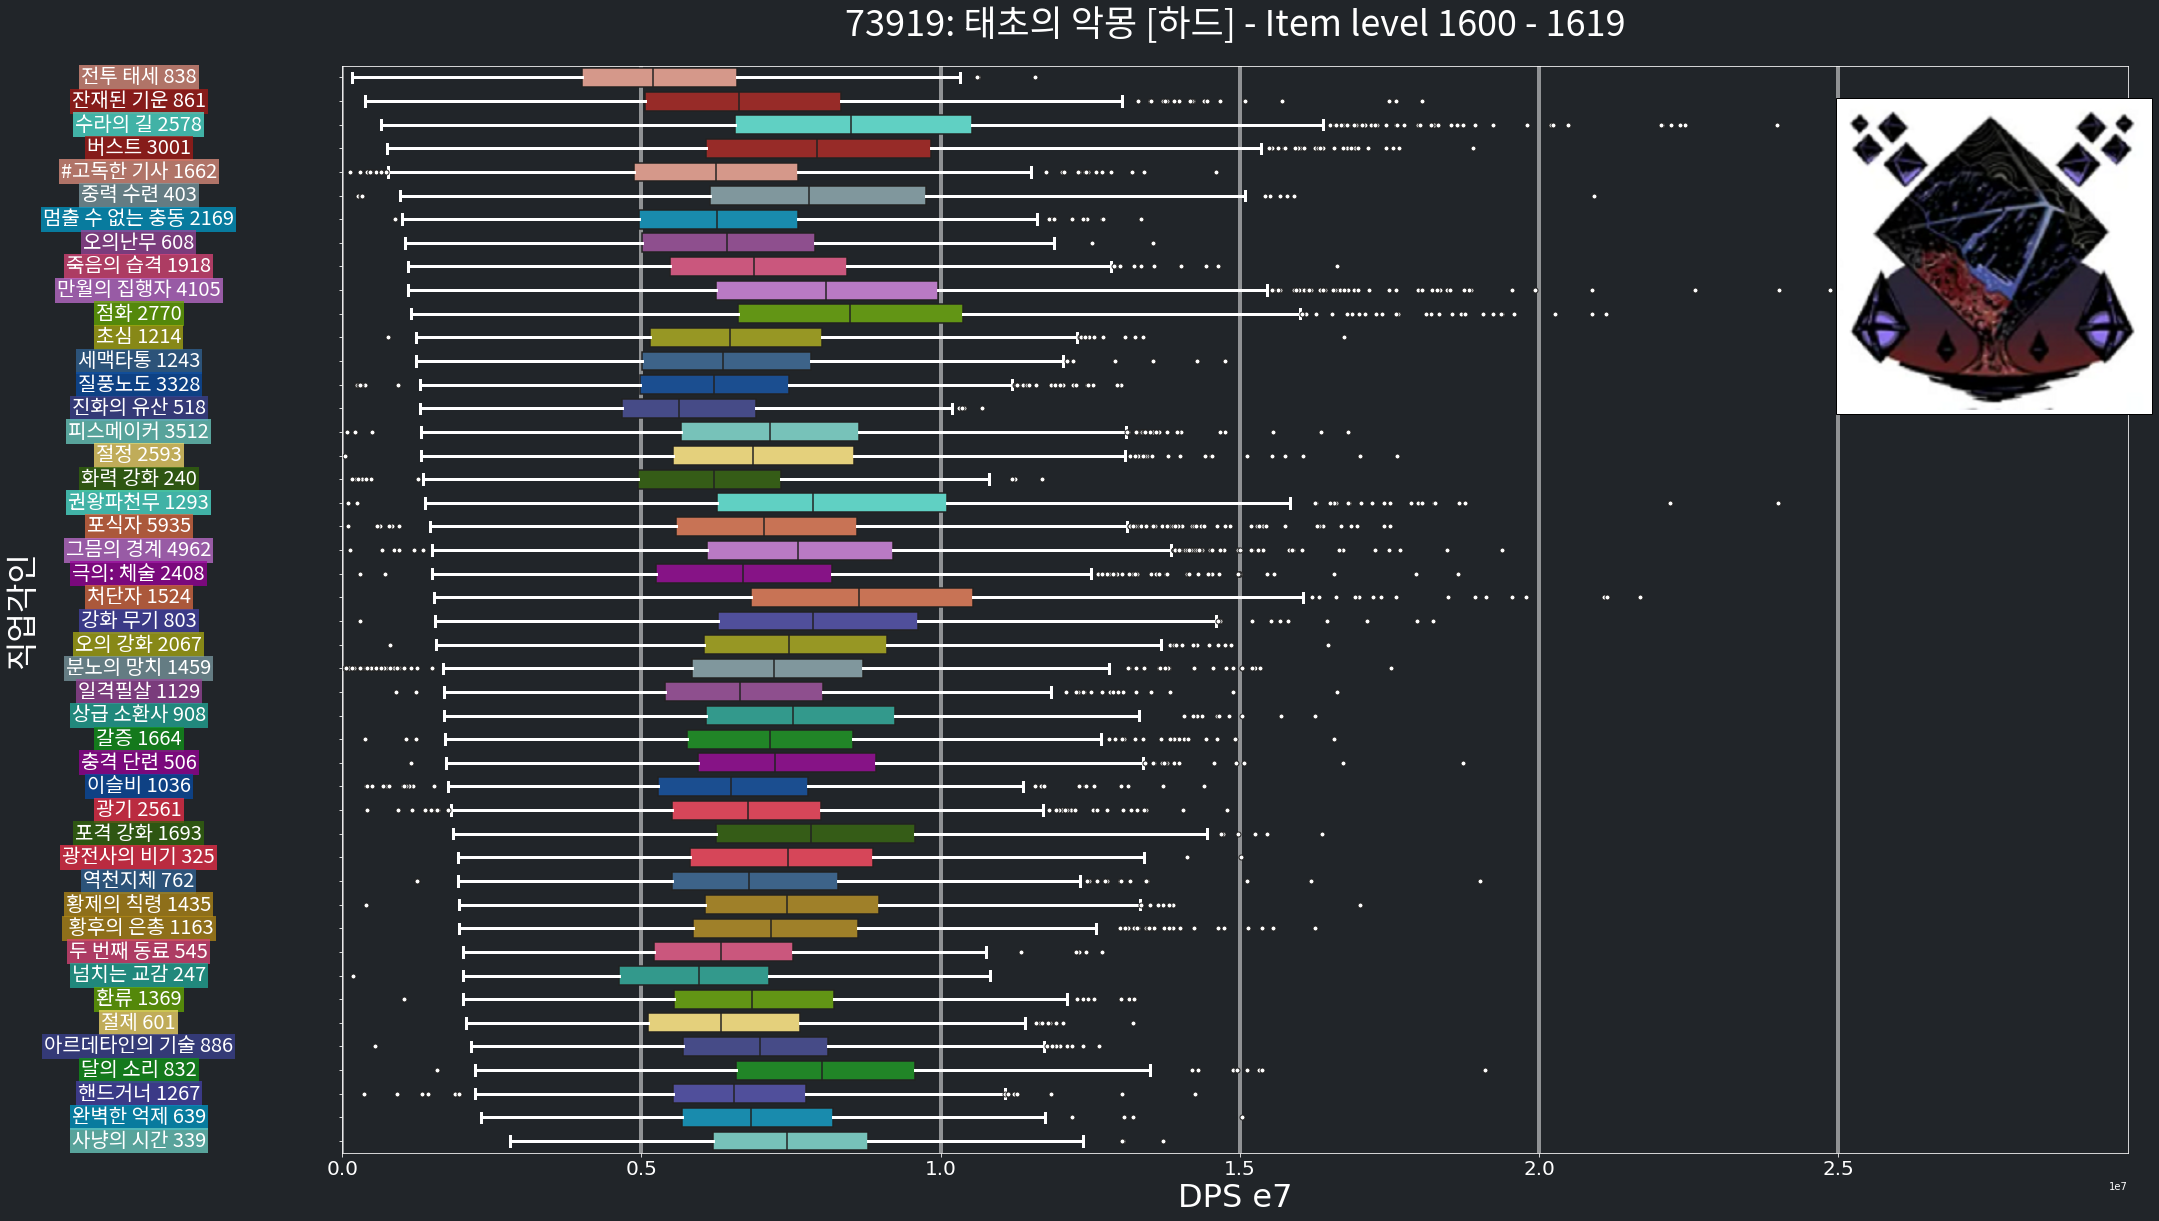 73919: 태초의 악몽 [하드] - Item level 1600 - 1619
직업각인
전투 태세 838
잔재된 기운 861
수라의 길 2578
버스트 3001
#고독한 기사 1662
중력 수련 403
멈출 수 없는 충동 2169
오의난무 608
죽음의 습격 1918
만월의 집행자 4105
점화 2770
초심 1214
세맥타통 1243
질풍노도 3328
진화의 유산 518
피스메이커 3512
절정 2593
화력 강화 240
권왕파천무 1293
포식자 5935
그믐의 경계 4962
극의: 체술 2408
처단자 1524
강화 무기 803
오의 강화 2067
분노의 망치 1459
일격필살 1129
상급 소환사 908
갈증 1664
충격 단련 506
이슬비 1036
광기 2561
포격 강화 1693
광전사의 비기 325
역천지체 762
황제의 칙령 1435
황후의 은총 1163
두 번째 동료 545
넘치는 교감 247
환류 1369
절제 601
아르데타인의 기술 886
달의 소리 832
핸드거너 1267
완벽한 억제 639
사냥의 시간 339
0.0 0.5 1.0 1.5 2.0 2.5
DPS e7
1e7